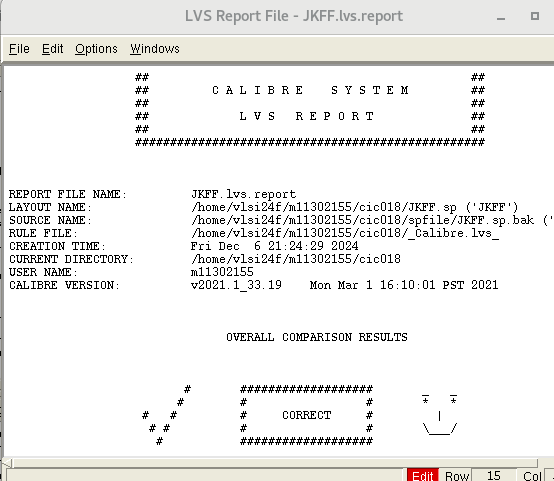 LVS Report File - JKFF.lvs.report
File Edit Options Windows
## ##
## C A L I B R E S Y S T E M ##
## ##
## L V S R E P O R T ##
## ##
##################################################
REPORT FILE NAME: JKFF.lvs.report
LAYOUT NAME: /home/vlsi24f/m11302155/cic018/JKFF.sp ('JKFF')
SOURCE NAME: /home/vlsi24f/m11302155/cic018/spfile/JKFF.sp.bak ('
RULE FILE: /home/vlsi24f/m11302155/cic018/_Calibre.lvs_
CREATION TIME: Fri Dec 6 21:24:29 2024
CURRENT DIRECTORY: /home/vlsi24f/m11302155/cic018
USER NAME: m11302155
CALIBRE VERSION: v2021.1_33.19 Mon Mar 1 16:10:01 PST 2021
OVERALL COMPARISON RESULTS
# ################### _ _
# # # * *
# # # CORRECT # |
# # # # \___/
# ###################
Edit Row 15 Col